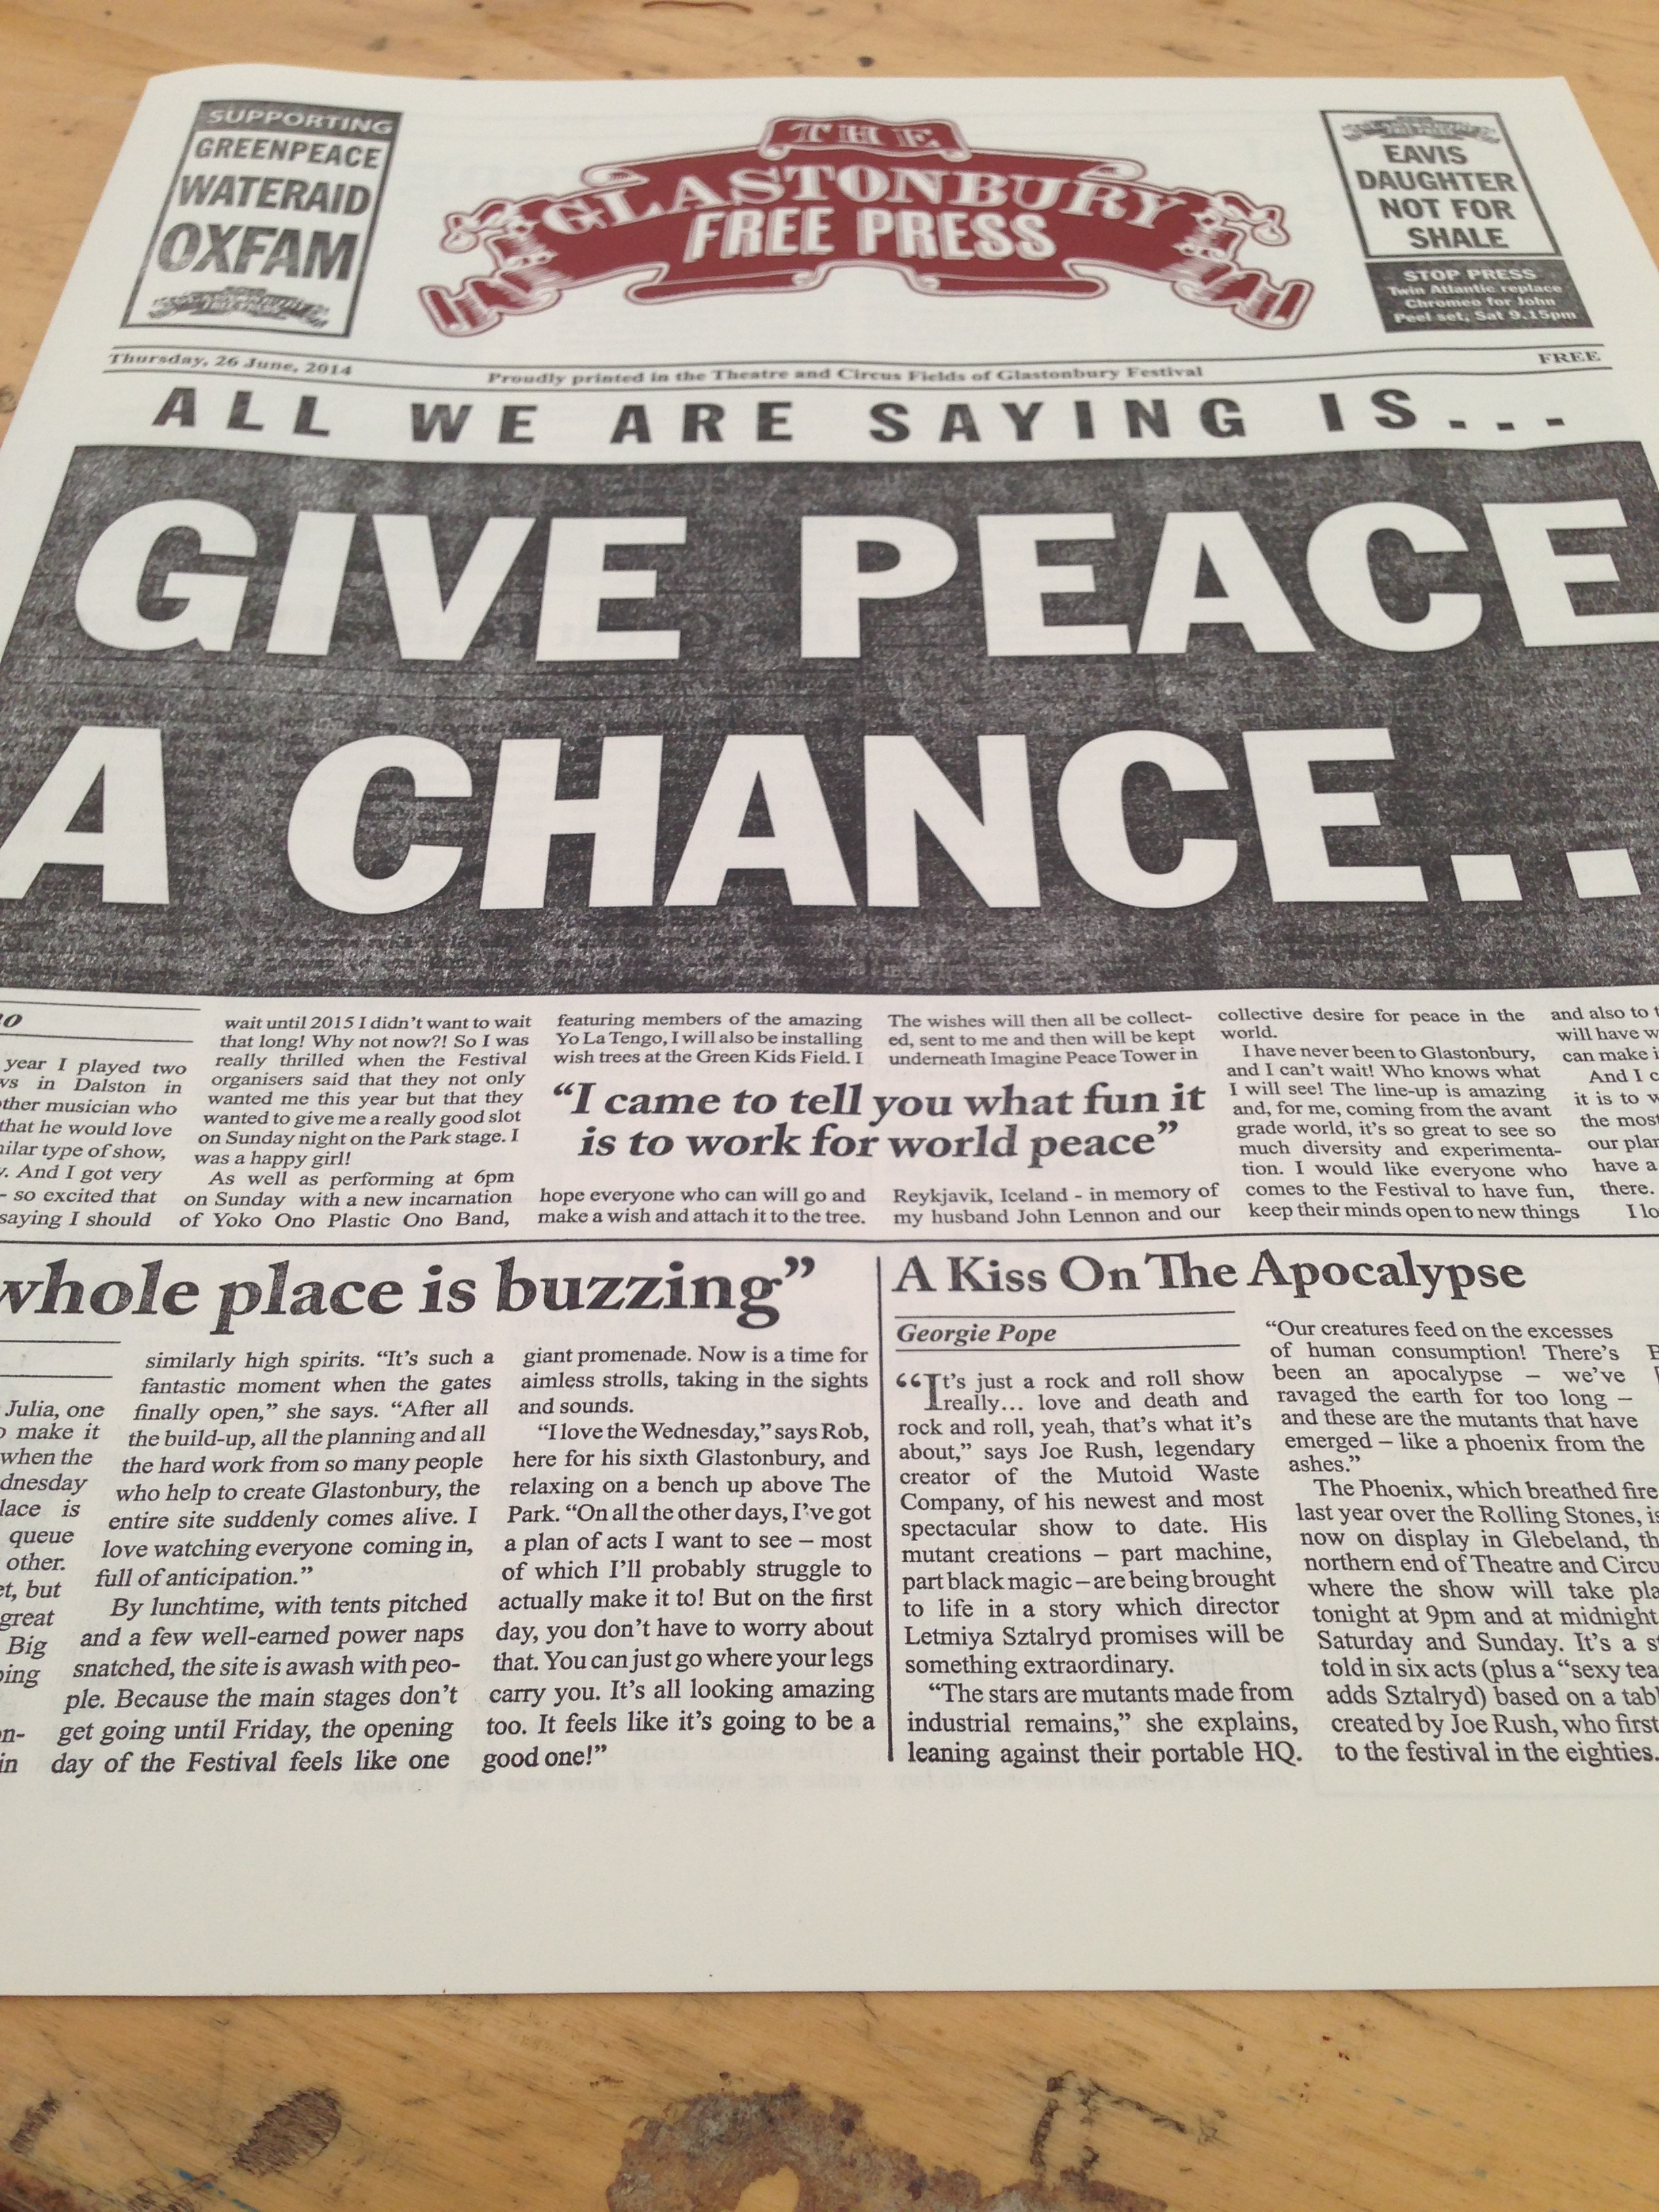 SUPPORTING
GREENPEACE
WATERAID
OXFAM
THE
GLASTONBURY
FREE PRESS
EAVIS
DAUGHTER
NOT FOR
SHALE
STOP PRESS
Twin Atlantic replace
Chromeo for John
Peel set, Sat 9.15pm
Thursday, 26 June, 2014
Proudly printed in the Theatre and Circus Fields of Glastonbury Festival
FREE
ALL WE ARE SAYING IS...
GIVE PEACE
A CHANCE..
year I played two
in Dalston in
other musician who
that he would love
type of show,
And I got very
- so excited that
saying I should
wait until 2015 I didn't want to wait
that long! Why not now?! So I was
really thrilled when the Festival
organisers said that they not only
wanted me this year but that they
wanted to give me a really good slot
on Sunday night on the Park stage. I
was a happy girl!
As well as performing at 6pm
on Sunday with a new incarnation
of Yoko Ono Plastic Ono Band,
featuring members of the amazing
Yo La Tengo, I will also be installing
wish trees at the Green Kids Field. I
"I came to tell you what fun it
is to work for world peace"
hope everyone who can will go and
make a wish and attach it to the tree.
The wishes will then all be collect-
ed, sent to me and then will be kept
underneath Imagine Peace Tower in
Reykjavik, Iceland - in memory of
my husband John Lennon and our
collective desire for peace in the
world.
I have never been to Glastonbury,
and I can't wait! Who knows what
I will see! The line-up is amazing
and, for me, coming from the avant
grade world, it's so great to see so
much diversity and experimenta-
tion. I would like everyone who
comes to the Festival to have fun,
keep their minds open to new things
and also to
will have
can make
And I
it is to
the most
our
have a
there.
I
whole place is buzzing"
Julia, one
make it
when the
is
queue
other.
but
great
Big
in
similarly high spirits. "It's such a
fantastic moment when the gates
finally open," she says. "After all
the build-up, all the planning and all
the hard work from so many people
who help to create Glastonbury, the
entire site suddenly comes alive. I
love watching everyone coming in,
full of anticipation."
By lunchtime, with tents pitched
and a few well-earned power naps
snatched, the site is awash with peo-
ple. Because the main stages don't
get going until Friday, the opening
day of the Festival feels like one
giant promenade. Now is a time for
aimless strolls, taking in the sights
and sounds.
"I love the Wednesday," says Rob,
here for his sixth Glastonbury, and
relaxing on a bench up above The
Park. "On all the other days, I've got
a plan of acts I want to see – most
of which I'll probably struggle to
actually make it to! But on the first
day, you don't have to worry about
that. You can just go where your legs
carry you. It's all looking amazing
too. It feels like it's going to be a
good one!"
A Kiss On The Apocalypse
Georgie Pope
"It's just a rock and roll show
really... love and death and
rock and roll, yeah, that's what it's
about," says Joe Rush, legendary
creator of the Mutoid Waste
Company, of his newest and most
spectacular show to date. His
mutant creations – part machine,
part black magic – are being brought
to life in a story which director
Letmiya Sztalryd promises will be
something extraordinary.
"The stars are mutants made from
industrial remains," she explains,
leaning against their portable HQ.
"Our creatures feed on the excesses
of human consumption! There's
been an apocalypse – we've
ravaged the earth for too long –
and these are the mutants that have
emerged – like a phoenix from the
ashes."
The Phoenix, which breathed fire
last year over the Rolling Stones, is
now on display in Glebeland,
northern end of Theatre and
where the show will take
tonight at 9pm and at midnight
Saturday and Sunday. It's a
told in six acts (plus a "sexy
adds Sztalryd) based on a
created by Joe Rush, who first
to the festival in the eighties.